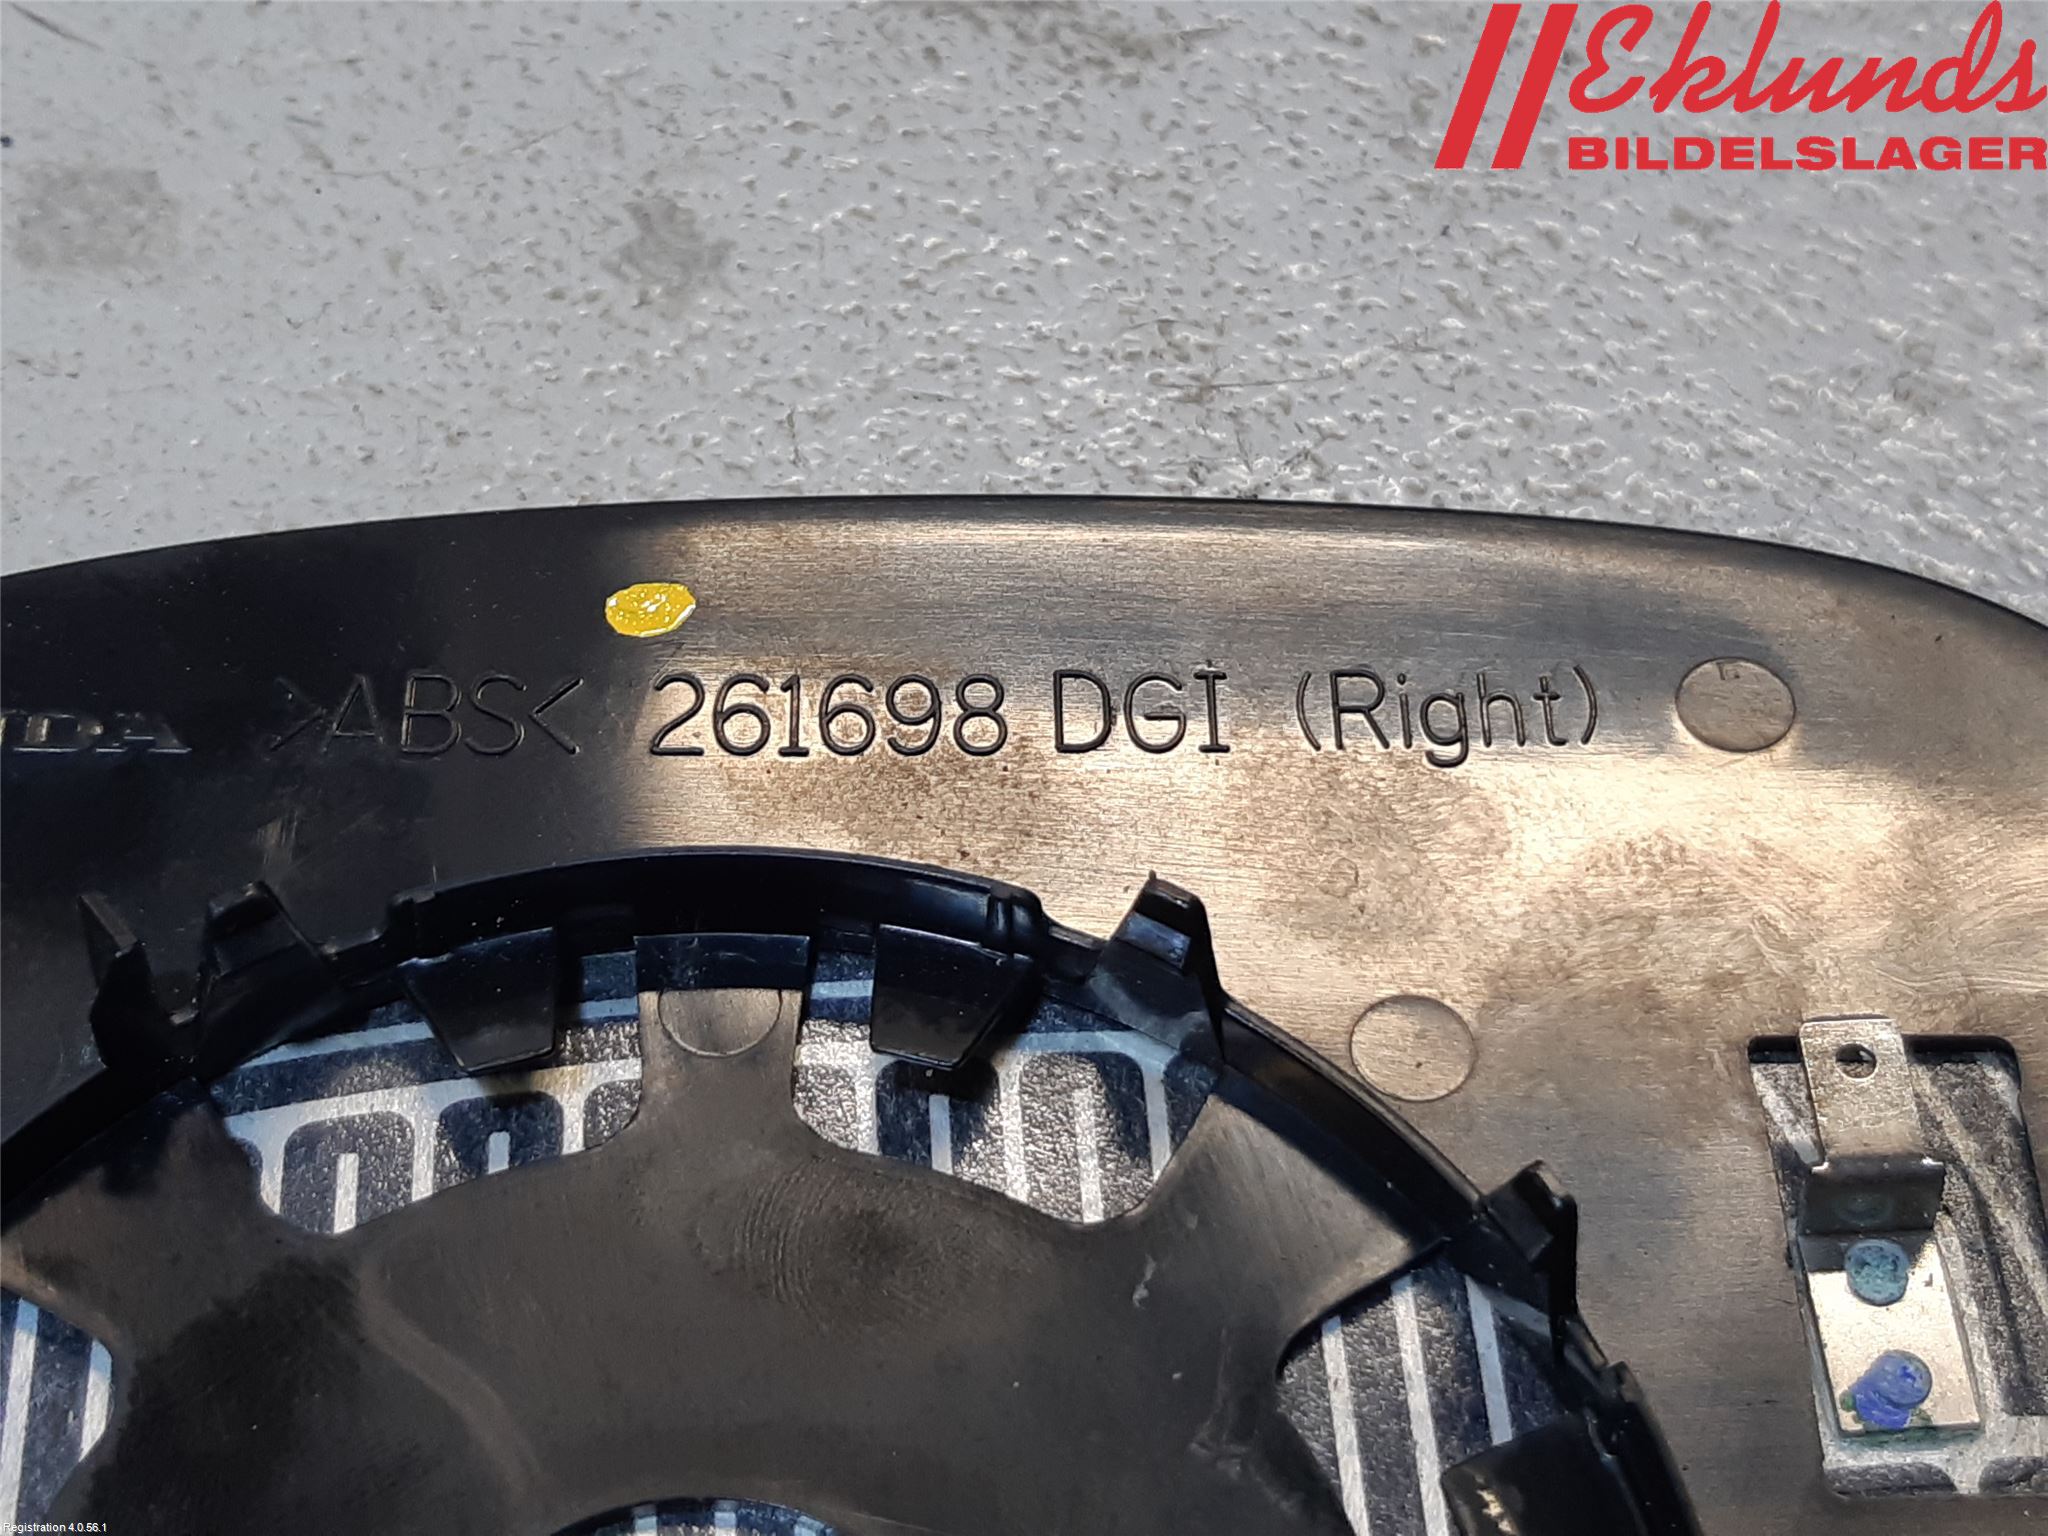 Eklunds
BILDELSLAGER
>ABS< 261698 DGI (Right)
Registration 4.0.56.1